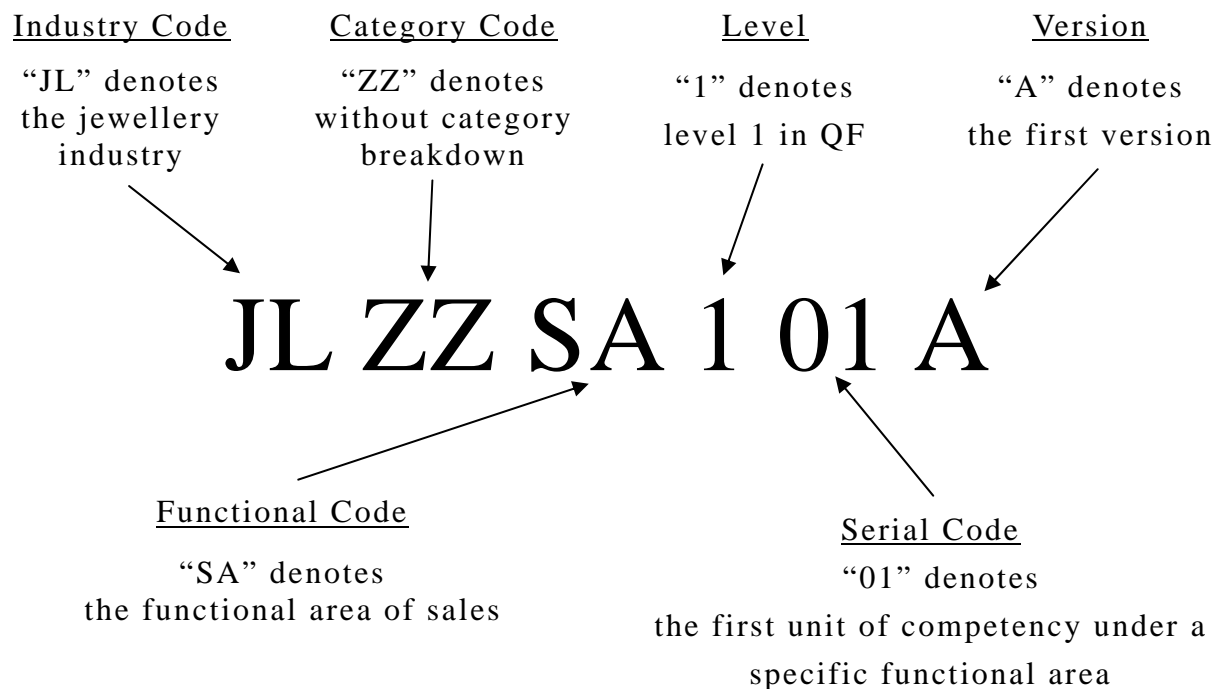 Industry Code
“JL” denotes
the jewellery
industry
Category Code
“ZZ” denotes
without category
breakdown
Level
“1” denotes
level 1 in QF
Version
“A” denotes
the first version
JL ZZ SA 1 01 A
Functional Code
“SA” denotes
the functional area of sales
Serial Code
“01” denotes
the first unit of competency under a
specific functional area